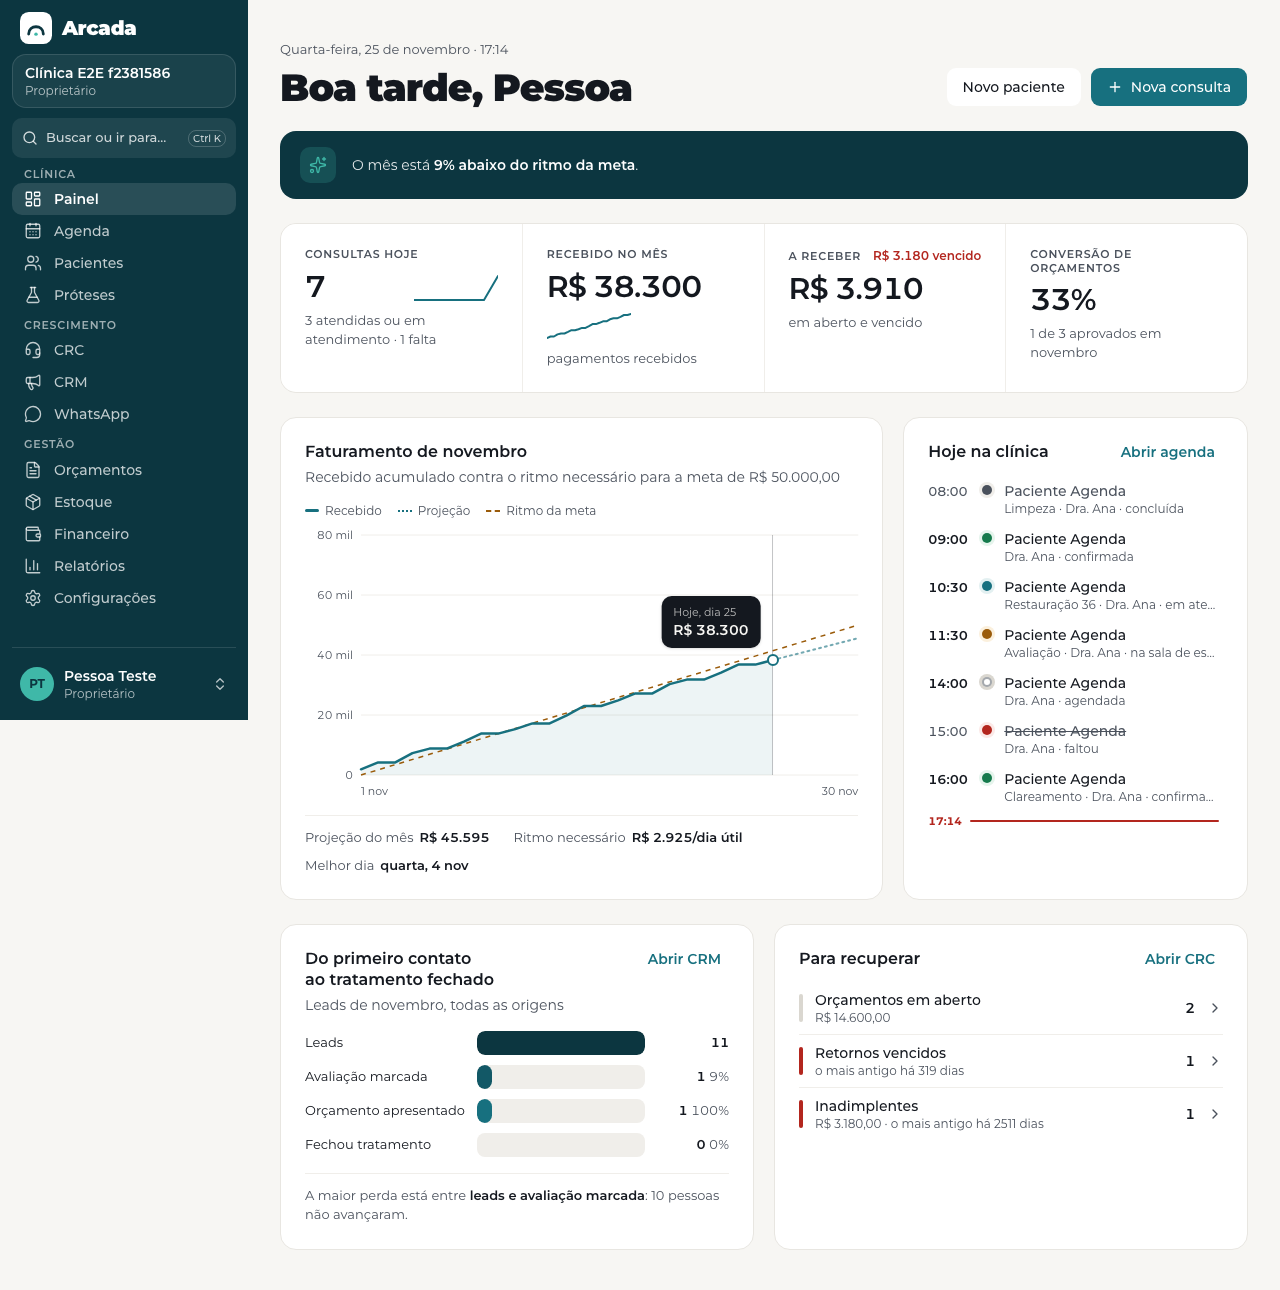 Arcada
Clínica E2E f2381586
Proprietário
Buscar ou ir para...
Ctrl K
CLÍNICA
Painel
Agenda
Pacientes
Próteses
CRESCIMENTO
CRC
CRM
WhatsApp
GESTÃO
Orçamentos
Estoque
Financeiro
Relatórios
Configurações
PT
Pessoa Teste
Proprietário
Quarta-feira, 25 de novembro · 17:14
Boa tarde, Pessoa
Novo paciente
Nova consulta
O mês está 9% abaixo do ritmo da meta.
CONSULTAS HOJE
7
3 atendidas ou em
atendimento · 1 falta
RECEBIDO NO MÊS
R$ 38.300
pagamentos recebidos
A RECEBER R$ 3.180 vencido
R$ 3.910
em aberto e vencido
CONVERSÃO DE
ORÇAMENTOS
33%
1 de 3 aprovados em
novembro
Faturamento de novembro
Recebido acumulado contra o ritmo necessário para a meta de R$ 50.000,00
Recebido Projeção Ritmo da meta
80 mil
60 mil
40 mil
20 mil
0
Hoje, dia 25
R$ 38.300
1 nov 30 nov
Projeção do mês R$ 45.595 Ritmo necessário R$ 2.925/dia útil
Melhor dia quarta, 4 nov
Hoje na clínica Abrir agenda
08:00 Paciente Agenda
Limpeza · Dra. Ana · concluída
09:00 Paciente Agenda
Dra. Ana · confirmada
10:30 Paciente Agenda
Restauração 36 · Dra. Ana · em ate...
11:30 Paciente Agenda
Avaliação · Dra. Ana · na sala de es...
14:00 Paciente Agenda
Dra. Ana · agendada
15:00 Paciente Agenda
Dra. Ana · faltou
16:00 Paciente Agenda
Clareamento · Dra. Ana · confirma...
17:14
Do primeiro contato
ao tratamento fechado
Abrir CRM
Leads de novembro, todas as origens
Leads 11
Avaliação marcada 1 9%
Orçamento apresentado 1 100%
Fechou tratamento 0 0%
A maior perda está entre leads e avaliação marcada: 10 pessoas
não avançaram.
Para recuperar Abrir CRC
Orçamentos em aberto 2
R$ 14.600,00
Retornos vencidos 1
o mais antigo há 319 dias
Inadimplentes 1
R$ 3.180,00 · o mais antigo há 2511 dias